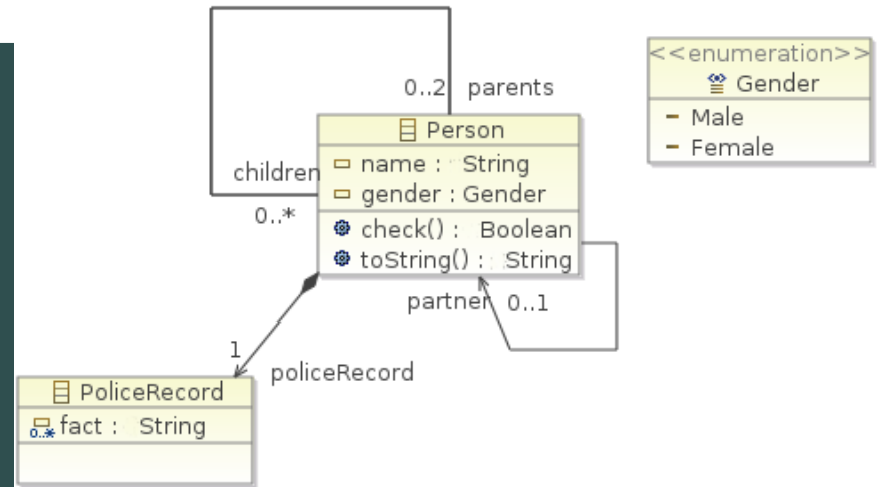 0..2 parents
Person
name : String
gender : Gender
check() : Boolean
toString() : String
children
0..*
partner 0..1
1
policeRecord
PoliceRecord
0..* fact : String
<<enumeration>>
Gender
Male
Female